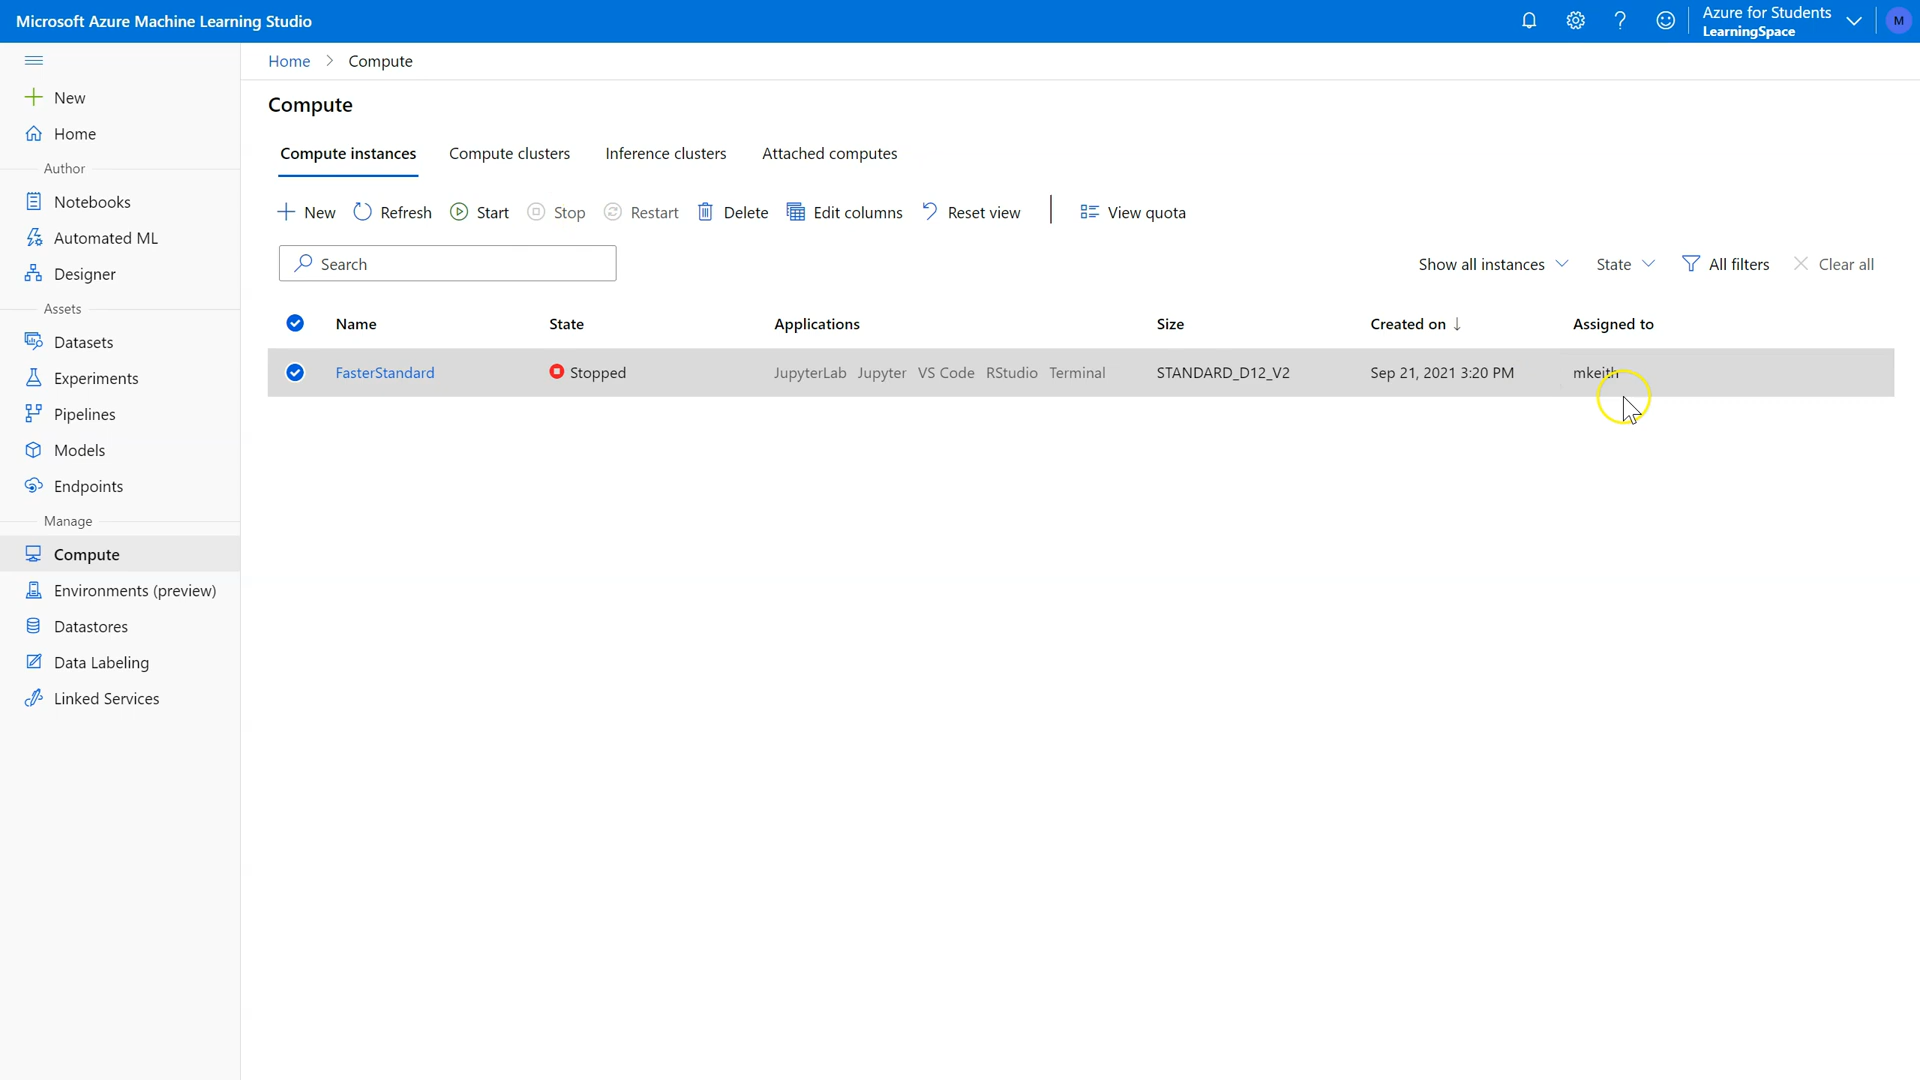 Microsoft Azure Machine Learning Studio
Azure for Students
LearningSpace
M
Home > Compute
New
Home
Author
Notebooks
Automated ML
Designer
Assets
Datasets
Experiments
Pipelines
Models
Endpoints
Manage
Compute
Environments (preview)
Datastores
Data Labeling
Linked Services
Compute
Compute instances Compute clusters Inference clusters Attached computes
New Refresh Start Stop Restart Delete Edit columns Reset view View quota
Search Show all instances State All filters Clear all
Name State Applications Size Created on ↓ Assigned to
FasterStandard Stopped JupyterLab Jupyter VS Code RStudio Terminal STANDARD_D12_V2 Sep 21, 2021 3:20 PM mkeith